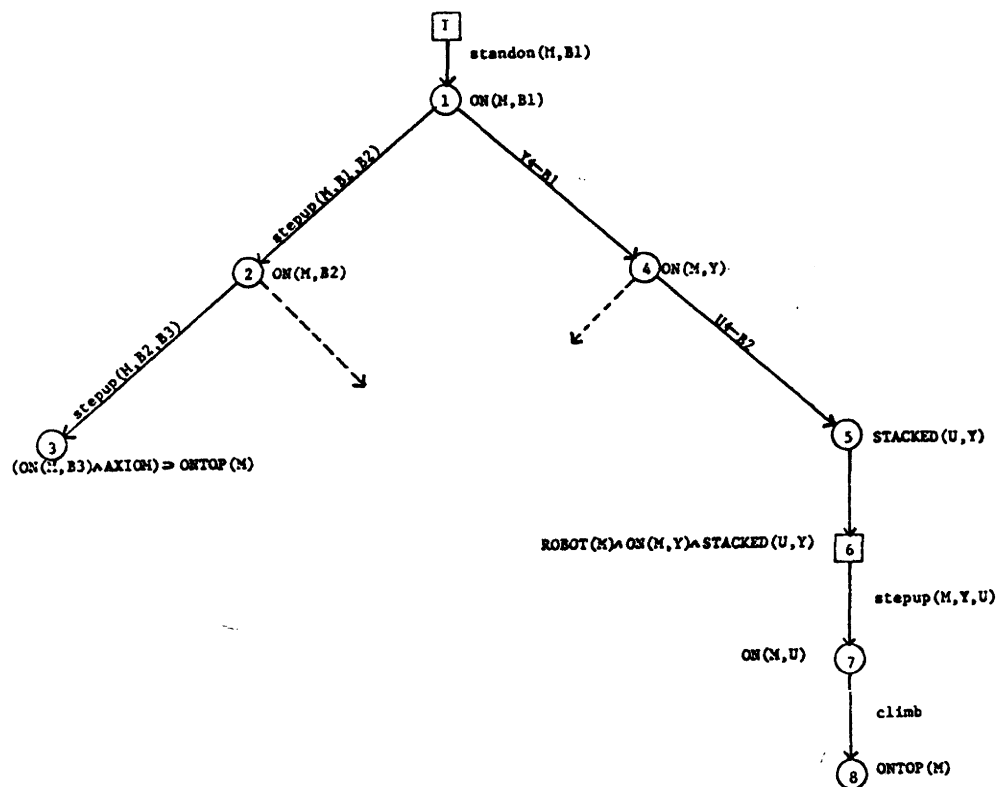 I
standon(M,B1)
1 ON(M,B1)
stepup(M,B1,B2)
Y←B1
2 ON(M,B2)
4 ON(M,Y)
stepup(M,B2,B3)
U←B2
3
(ON(M,B3)∧AXIOM) ⊃ ONTOP(M)
5 STACKED(U,Y)
ROBOT(M)∧ON(M,Y)∧STACKED(U,Y) 6
stepup(M,Y,U)
ON(M,U) 7
climb
8 ONTOP(M)